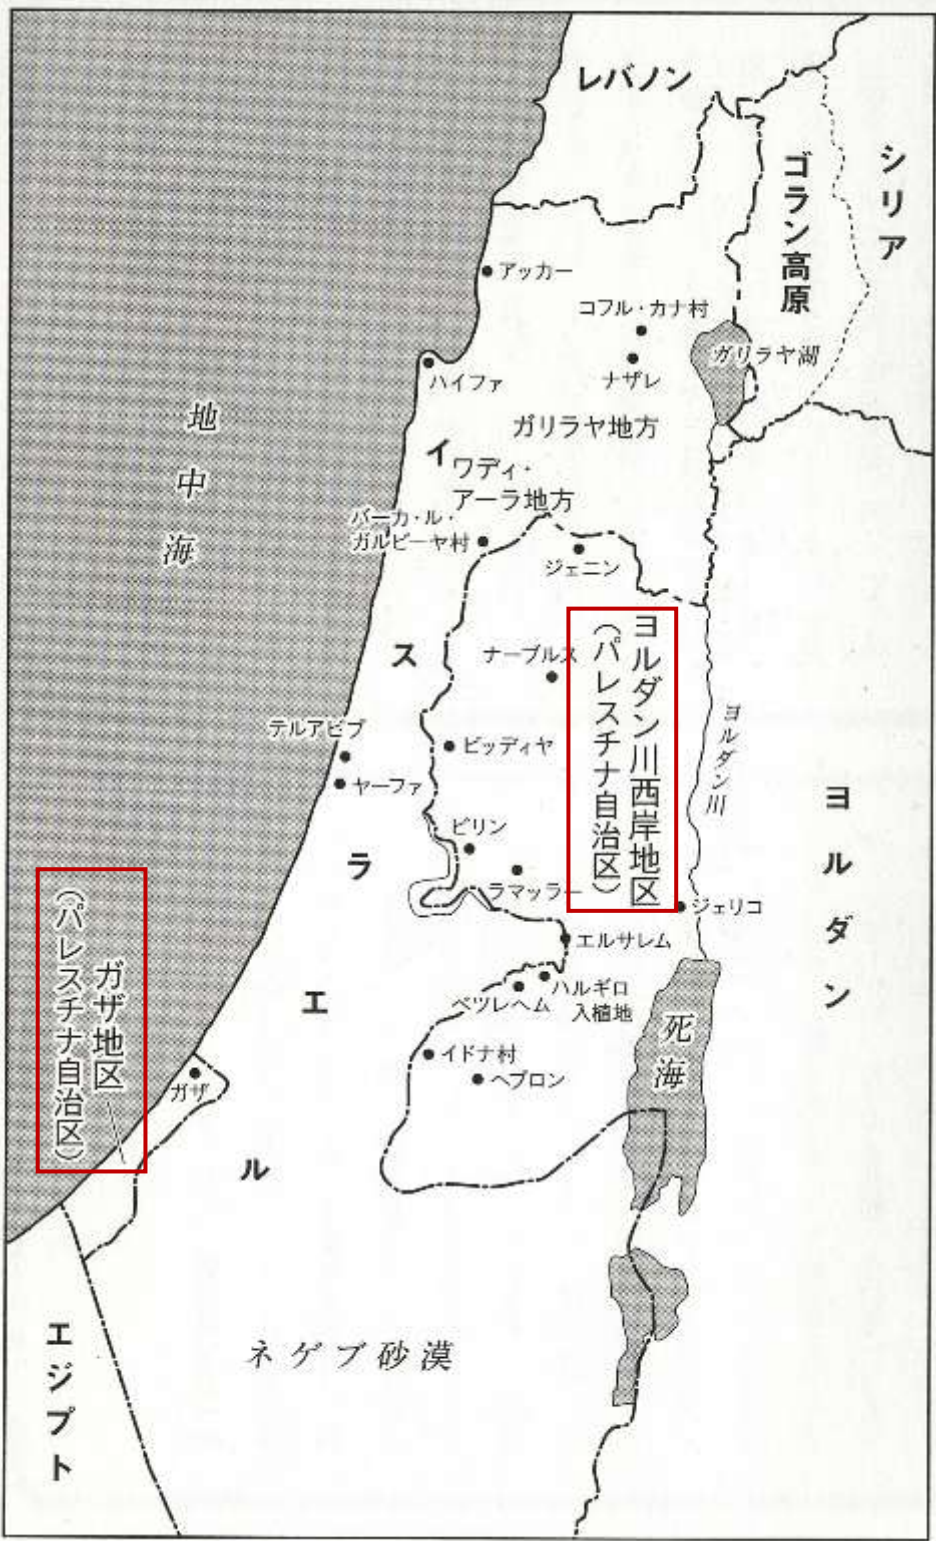 レバノン
シリア
ゴラン高原
アッカー
コフル・カナ村
ナザレ
ガリラヤ湖
ハイファ
ガリラヤ地方
地中海
イスラエル
ワディ・
アーラ地方
バーカ・ル・
ガルビーヤ村
ジェニン
ヨルダン川西岸地区
（パレスチナ自治区）
ナーブルス
ヨルダン川
テルアビブ
ビッディヤ
ヤーファ
ヨルダン
ビリン
ラマッラー
ジェリコ
エルサレム
ハルギロ
入植地
ベツレヘム
ガザ地区
（パレスチナ自治区）
死海
イドナ村
ヘブロン
ガザ
ネゲブ砂漠
エジプト